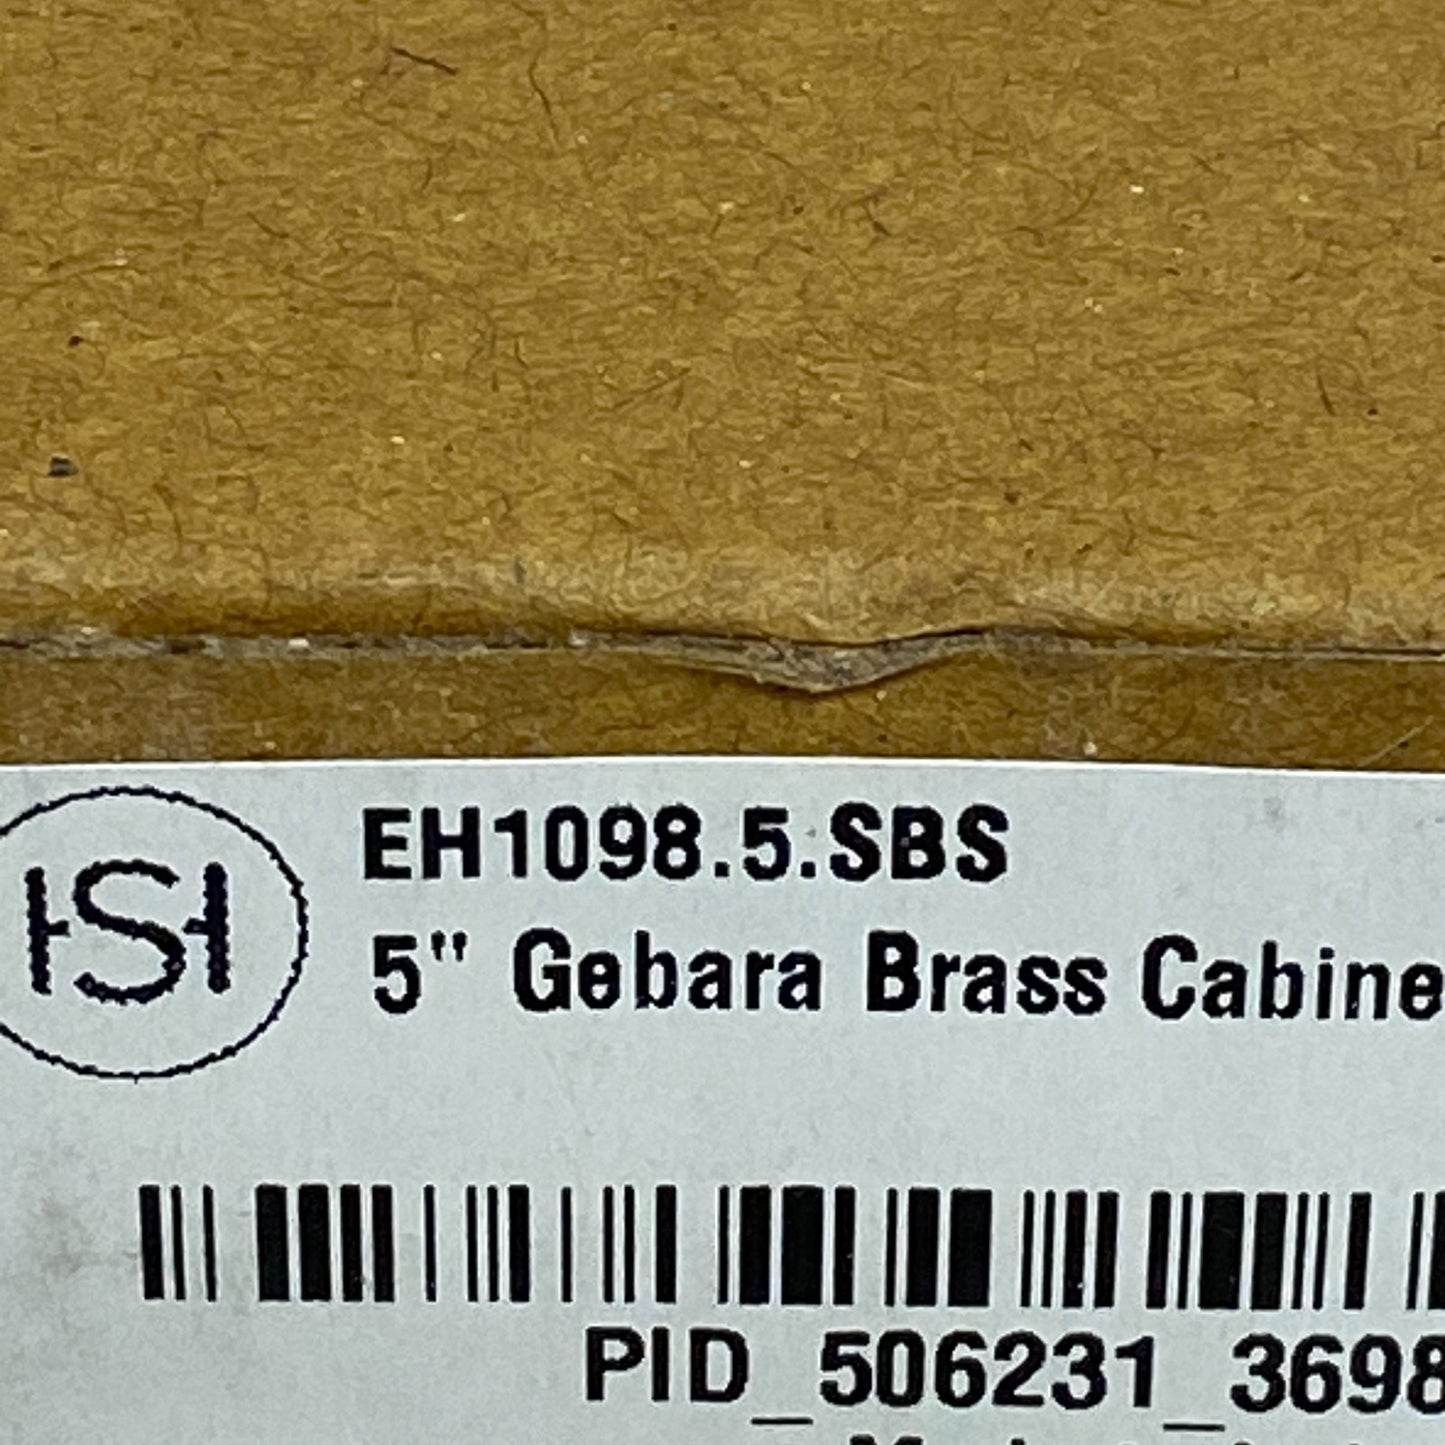 HSH
EH1098.5.SBS
5" Gebara Brass Cabine
PID_506231_3698